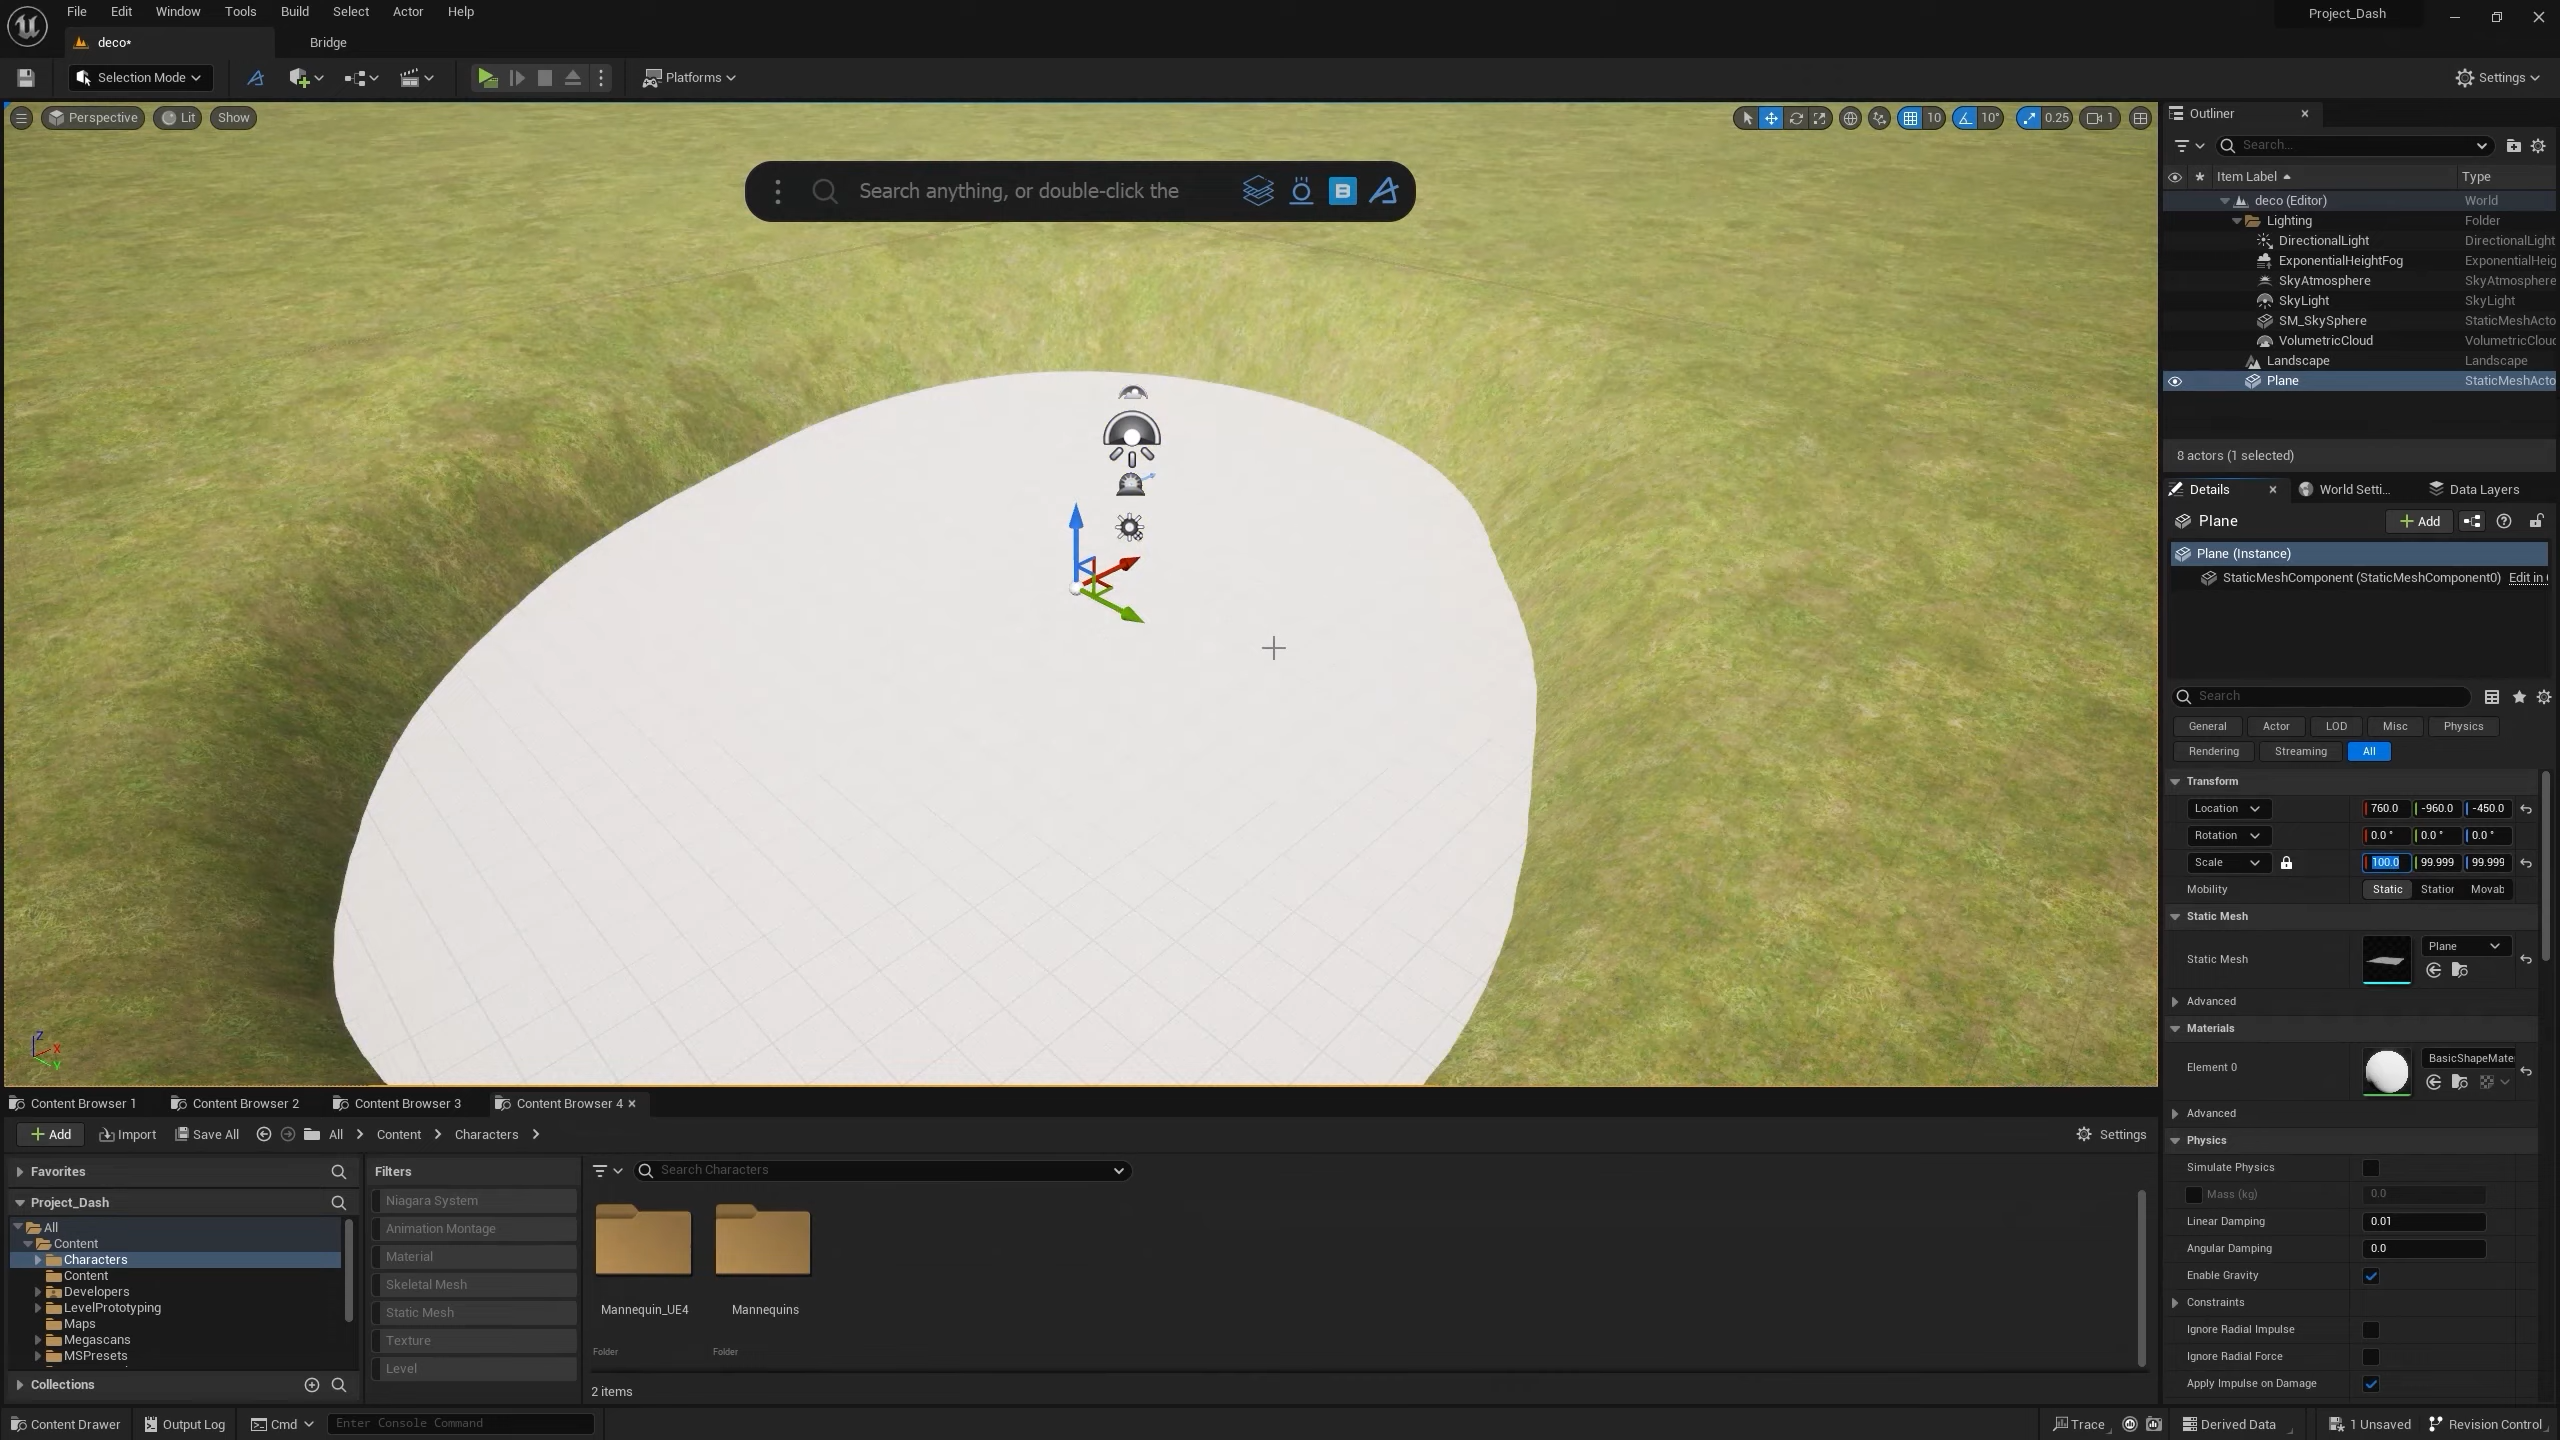 File Edit Window Tools Build Select Actor Help
Project_Dash
deco* Bridge
Selection Mode Platforms Settings
Perspective Lit Show 10 10° 0.25 1
Search anything, or double-click the
Outliner
Search...
Item Label Type
deco (Editor) World
Lighting Folder
DirectionalLight DirectionalLight
ExponentialHeightFog ExponentialHeig
SkyAtmosphere SkyAtmosphere
SkyLight SkyLight
SM_SkySphere StaticMeshActo
VolumetricCloud VolumetricClouc
Landscape Landscape
Plane StaticMeshActo
8 actors (1 selected)
Details World Setti... Data Layers
Plane Add
Plane (Instance)
StaticMeshComponent (StaticMeshComponent0) Edit in
Search
General Actor LOD Misc Physics
Rendering Streaming All
Transform
Location 760.0 -960.0 -450.0
Rotation 0.0 ° 0.0 ° 0.0 °
Scale 100.0 99.999 99.999
Mobility Static Station Movab
Static Mesh
Plane
Static Mesh
Advanced
Materials
BasicShapeMate
Element 0
Advanced
Physics
Simulate Physics
Mass (kg) 0.0
Linear Damping 0.01
Angular Damping 0.0
Enable Gravity
Constraints
Ignore Radial Impulse
Ignore Radial Force
Apply Impulse on Damage
Z
X
Y
Content Browser 1 Content Browser 2 Content Browser 3 Content Browser 4
Add Import Save All All Content Characters Settings
Favorites
Project_Dash
All
Content
Characters
Content
Developers
LevelPrototyping
Maps
Megascans
MSPresets
Collections
Filters
Niagara System
Animation Montage
Material
Skeletal Mesh
Static Mesh
Texture
Level
Search Characters
Mannequin_UE4 Mannequins
Folder Folder
2 items
Content Drawer Output Log Cmd Enter Console Command Trace Derived Data 1 Unsaved Revision Control